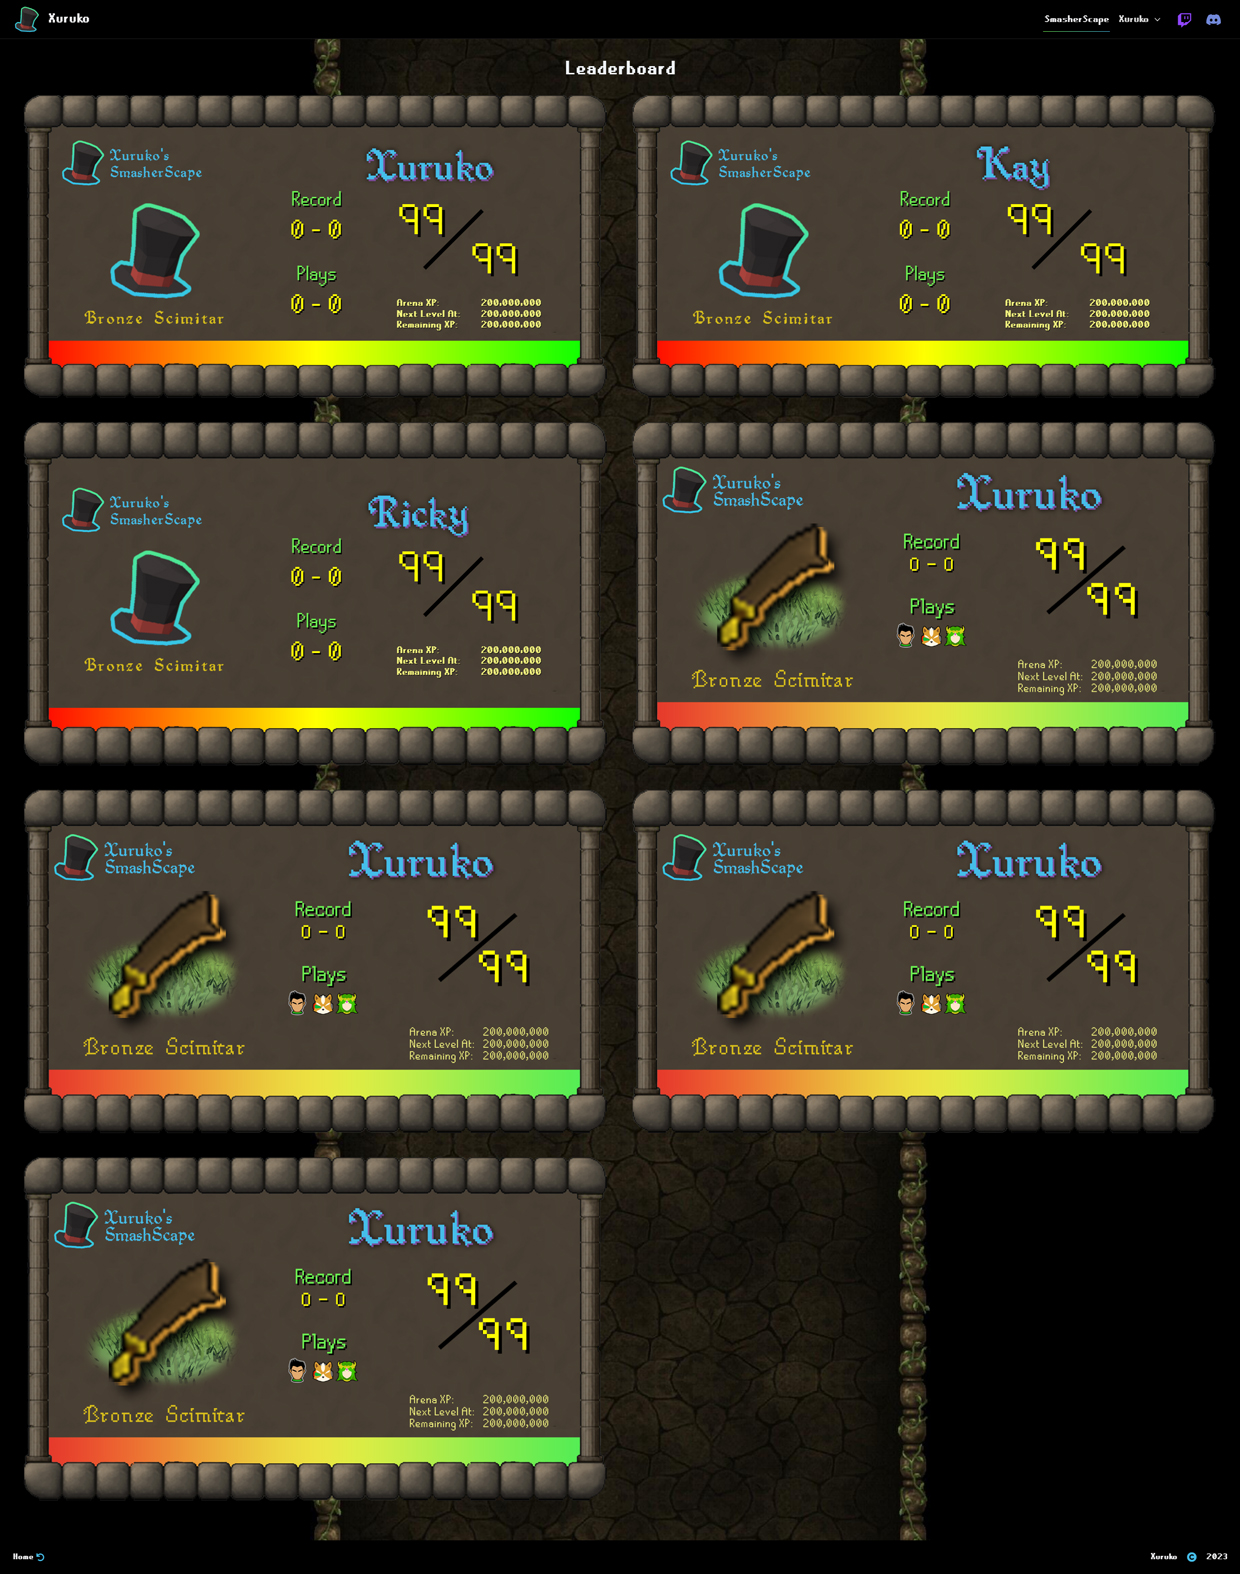 Xuruko
SmasherScape Xuruko
Leaderboard
Xuruko's
SmasherScape
Xuruko
Record
0 - 0
99
99
Plays
0 - 0
Bronze Scimitar
Arena XP: 200,000,000
Next Level At: 200,000,000
Remaining XP: 200,000,000
Xuruko's
SmasherScape
Kay
Record
0 - 0
99
99
Plays
0 - 0
Bronze Scimitar
Arena XP: 200,000,000
Next Level At: 200,000,000
Remaining XP: 200,000,000
Xuruko's
SmasherScape
Ricky
Record
0 - 0
99
99
Plays
0 - 0
Bronze Scimitar
Arena XP: 200,000,000
Next Level At: 200,000,000
Remaining XP: 200,000,000
Xuruko's
SmashScape
Xuruko
Record
0 - 0
99
99
Plays
Bronze Scimitar
Arena XP: 200,000,000
Next Level At: 200,000,000
Remaining XP: 200,000,000
Xuruko's
SmashScape
Xuruko
Record
0 - 0
99
99
Plays
Bronze Scimitar
Arena XP: 200,000,000
Next Level At: 200,000,000
Remaining XP: 200,000,000
Xuruko's
SmashScape
Xuruko
Record
0 - 0
99
99
Plays
Bronze Scimitar
Arena XP: 200,000,000
Next Level At: 200,000,000
Remaining XP: 200,000,000
Xuruko's
SmashScape
Xuruko
Record
0 - 0
99
99
Plays
Bronze Scimitar
Arena XP: 200,000,000
Next Level At: 200,000,000
Remaining XP: 200,000,000
Home
Xuruko © 2023